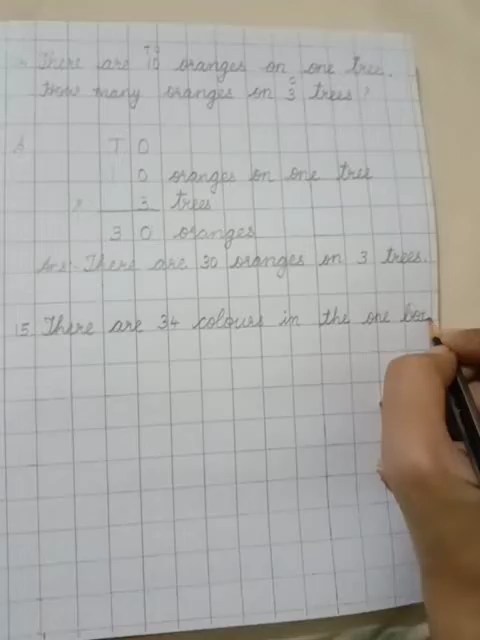 There are 10 oranges on one tree.
How many oranges on 3 trees?
T O
0 oranges on one tree
3 trees
3 0 oranges
Ans. There are 30 oranges on 3 trees.
15. There are 34 colours in the one box